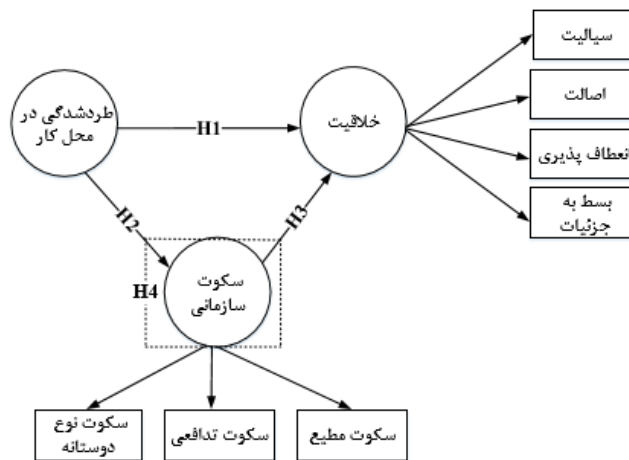 سیالیت
اصالت
انعطاف پذیری
بسط به
جزئیات
خلاقیت
طردشدگی در
محل کار
H1
H2
H3
H4
سکوت
سازمانی
سکوت مطیع
سکوت تدافعی
سکوت نوع
دوستانه